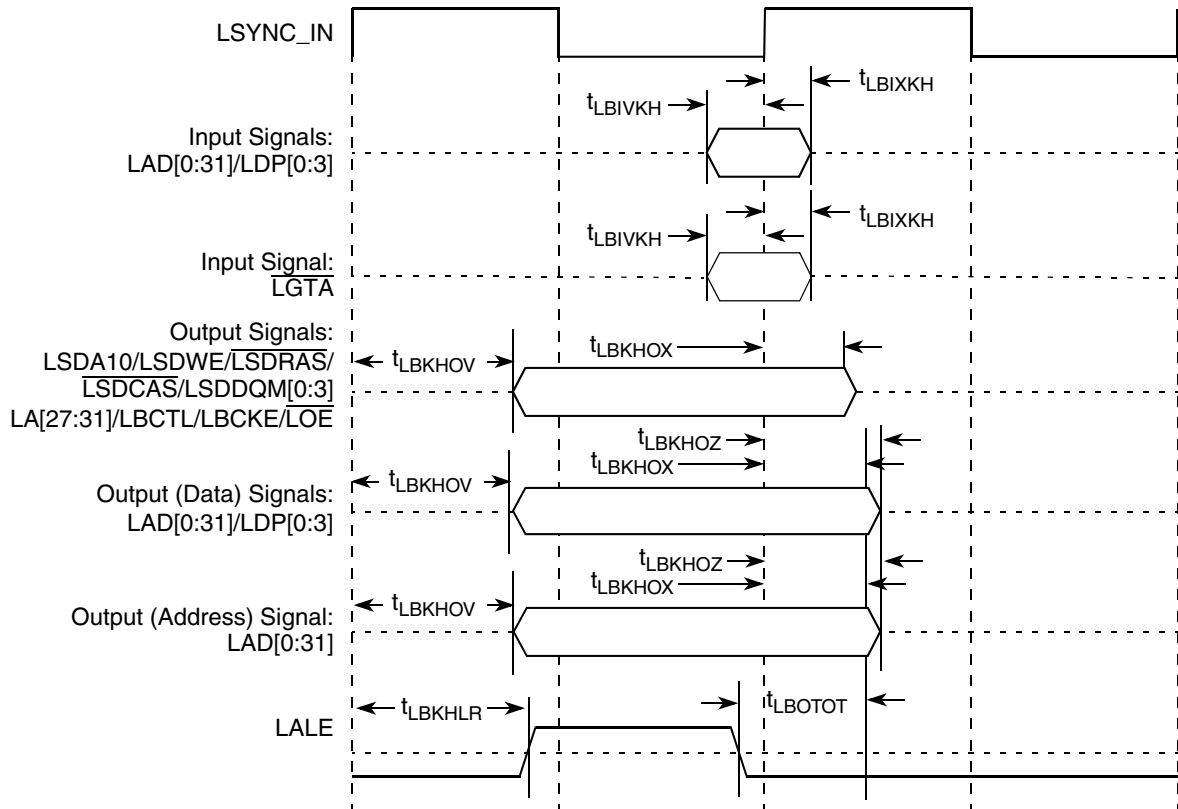 LSYNC_IN
tLBIXKH
tLBIVKH
Input Signals:
LAD[0:31]/LDP[0:3]
tLBIXKH
tLBIVKH
Input Signal:
LGTA
Output Signals:
LSDA10/LSDWE/LSDRAS/
LSDCAS/LSDDQM[0:3]
LA[27:31]/LBCTL/LBCKE/LOE
tLBKHOV
tLBKHOX
tLBKHOZ
tLBKHOX
tLBKHOV
Output (Data) Signals:
LAD[0:31]/LDP[0:3]
tLBKHOZ
tLBKHOX
tLBKHOV
Output (Address) Signal:
LAD[0:31]
tLBKHLR
tLBOTOT
LALE